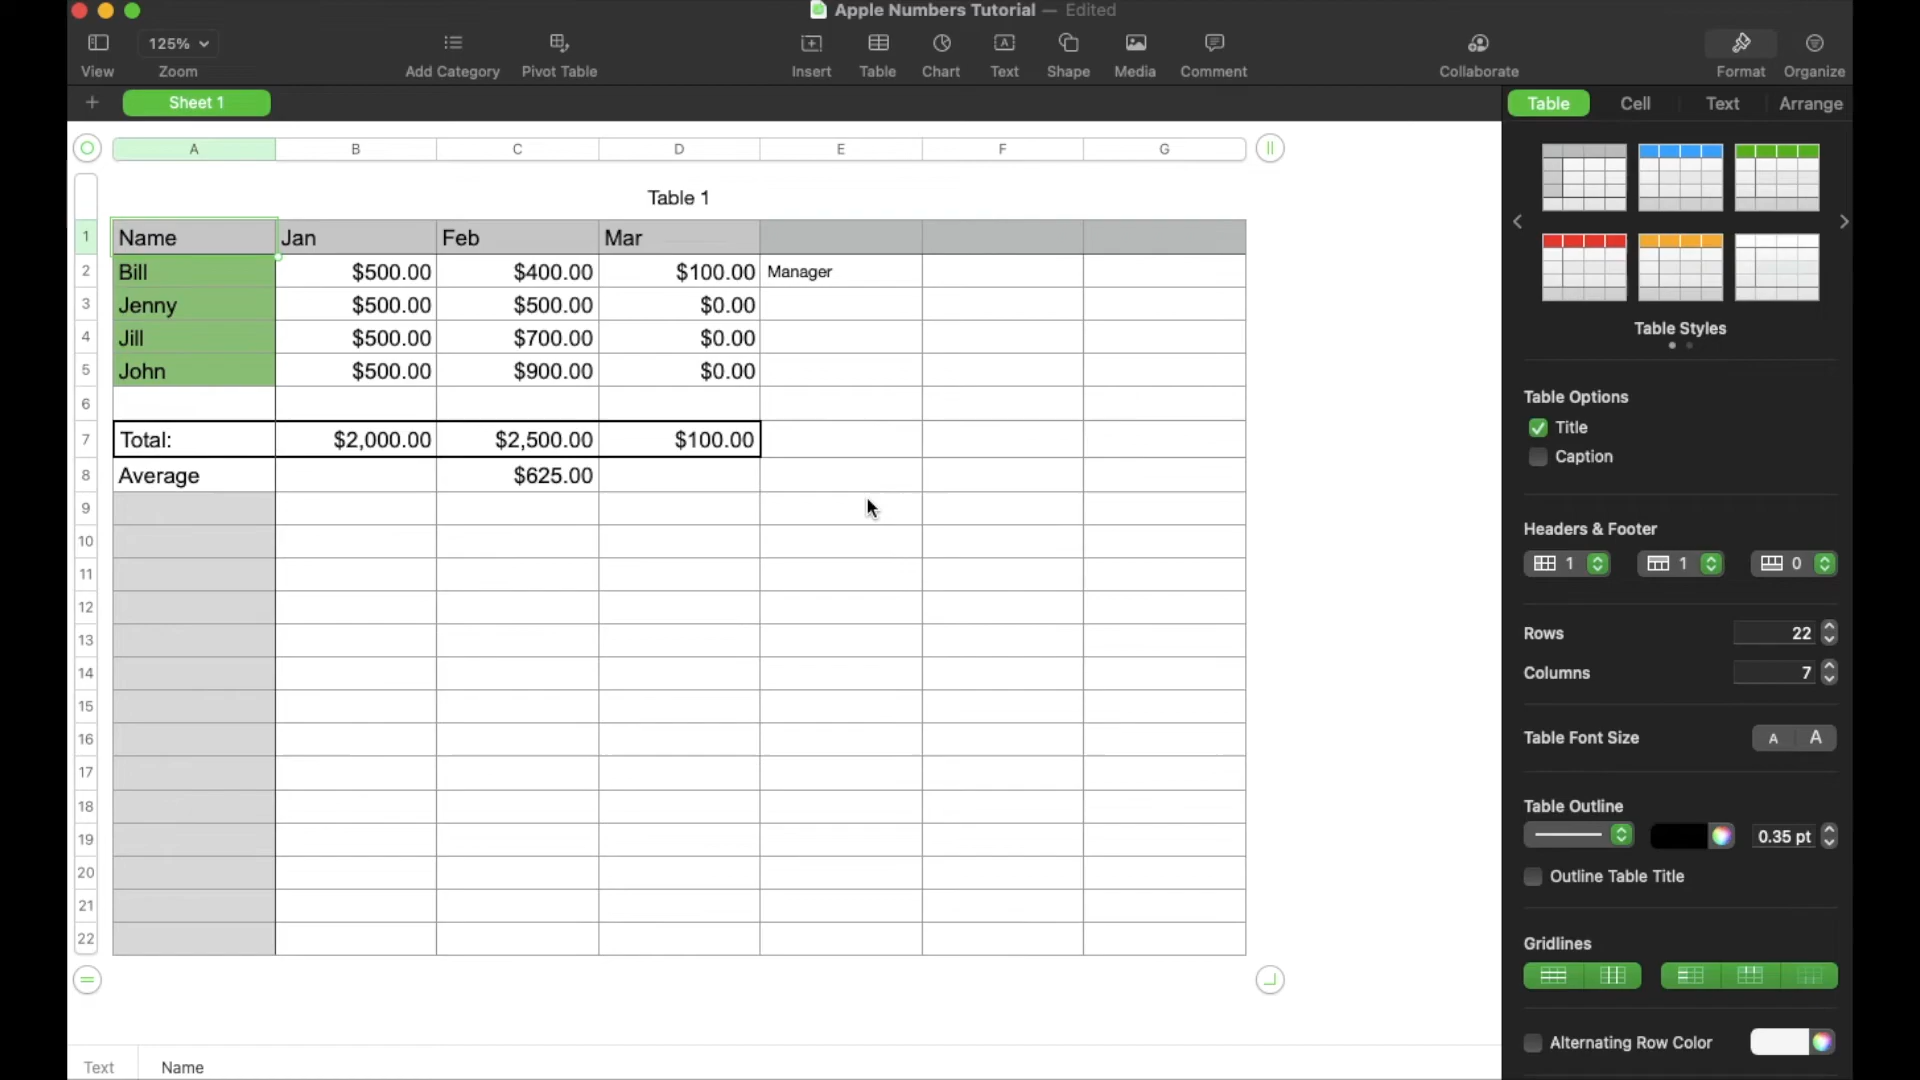 Apple Numbers Tutorial — Edited
125%
View
Zoom
Add Category
Pivot Table
Insert
Table
Chart
Text
Shape
Media
Comment
Collaborate
Format
Organize
+ Sheet 1
Table Cell Text Arrange
A B C D E F G
Table 1
1 Name Jan Feb Mar
2 Bill $500.00 $400.00 $100.00 Manager
3 Jenny $500.00 $500.00 $0.00
4 Jill $500.00 $700.00 $0.00
5 John $500.00 $900.00 $0.00
6
7 Total: $2,000.00 $2,500.00 $100.00
8 Average $625.00
9
10
11
12
13
14
15
16
17
18
19
20
21
22
Table Styles
Table Options
Title
Caption
Headers & Footer
1 1 0
Rows 22
Columns 7
Table Font Size A A
Table Outline
0.35 pt
Outline Table Title
Gridlines
Alternating Row Color
Text Name